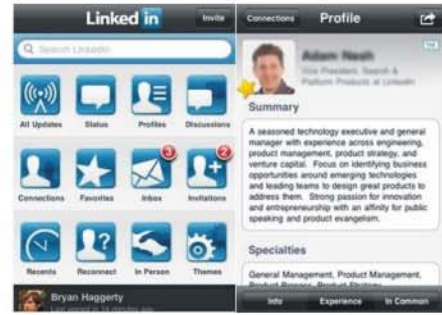 Linked in
Invite
Search LinkedIn
All Updates
Status
Profiles
Discussions
3
2
Connections
Favorites
Inbox
Invitations
Recents
Reconnect
In Person
Themes
Bryan Haggerty
Connections
Profile
Adam Nash
Vice President, Search &
Platform Products at LinkedIn
Summary
A seasoned technology executive and general
manager with experience across engineering,
product management, product strategy, and
venture capital. Focus on identifying business
opportunities around emerging technologies
and leading teams to design great products to
address them. Strong passion for innovation
and entrepreneurship with an affinity for public
speaking and product evangelism.
Specialties
General Management, Product Management,
Product Process, Product Strategy
Info
Experience
In Common